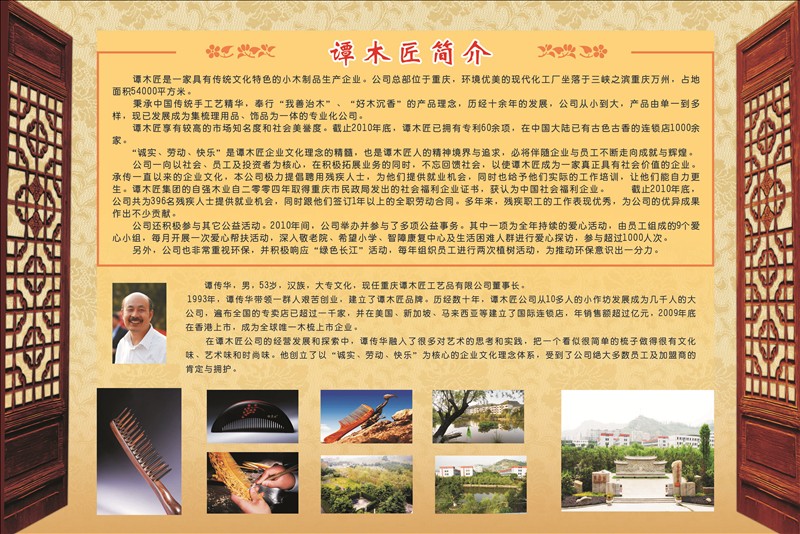 谭木匠简介
谭木匠是一家具有传统文化特色的小木制品生产企业。公司总部位于重庆，环境优美的现代化工厂坐落于三峡之滨重庆万州，占地
面积54000平方米。
秉承中国传统手工艺精华，奉行“我善治木”、“好木沉香”的产品理念，历经十余年的发展，公司从小到大，产品由单一到多
样，现已发展成为集梳理用品、饰品为一体的专业化公司。
谭木匠享有较高的市场知名度和社会美誉度。截止2010年底，谭木匠已拥有专利60余项，在中国大陆已有古色古香的连锁店1000余
家。
“诚实、劳动、快乐”是谭木匠企业文化理念的精髓，也是谭木匠人的精神境界与追求，必将伴随企业与员工不断走向成就与辉煌。
公司一向以社会、员工及投资者为核心，在积极拓展业务的同时，不忘回馈社会，以使谭木匠成为一家真正具有社会价值的企业。
承传一直以来的企业文化，本公司极力提倡聘用残疾人士，为他们提供就业机会，同时也给予他们实际的工作培训，让他们能自力更
生。谭木匠集团的自强木业自二零零四年取得重庆市民政局发出的社会福利企业证书，获认为中国社会福利企业。 截止2010年底，
公司共为396名残疾人士提供就业机会，同时跟他们签订1年以上的全职劳动合同。多年来，残疾职工的工作表现优秀，为公司的优异成果
作出不少贡献。
公司还积极参与其它公益活动。2010年间，公司举办并参与了多项公益事务。其中一项为全年持续的爱心活动，由员工组成的9个爱
心小组，每月开展一次爱心帮扶活动，深入敬老院、希望小学、智障康复中心及生活困难人群进行爱心探访，参与超过1000人次。
另外，公司也非常重视环保，并积极响应“绿色长江”活动，每年组织员工进行两次植树活动，为推动环保意识出一分力。
谭传华，男，53岁，汉族，大专文化，现任重庆谭木匠工艺品有限公司董事长。
1993年，谭传华带领一群人艰苦创业，建立了谭木匠品牌。历经数十年，谭木匠公司从10多人的小作坊发展成为几千人的大
公司，遍布全国的专卖店已超过一千家，并在美国、新加坡、马来西亚等建立了国际连锁店，年销售额超过亿元，2009年底
在香港上市，成为全球唯一木梳上市企业。
在谭木匠公司的经营发展和探索中，谭传华融入了很多对艺术的思考和实践，把一个看似很简单的梳子做得很有文化
味、艺术味和时尚味。他创立了以“诚实、劳动、快乐”为核心的企业文化理念体系，受到了公司绝大多数员工及加盟商的
肯定与拥护。